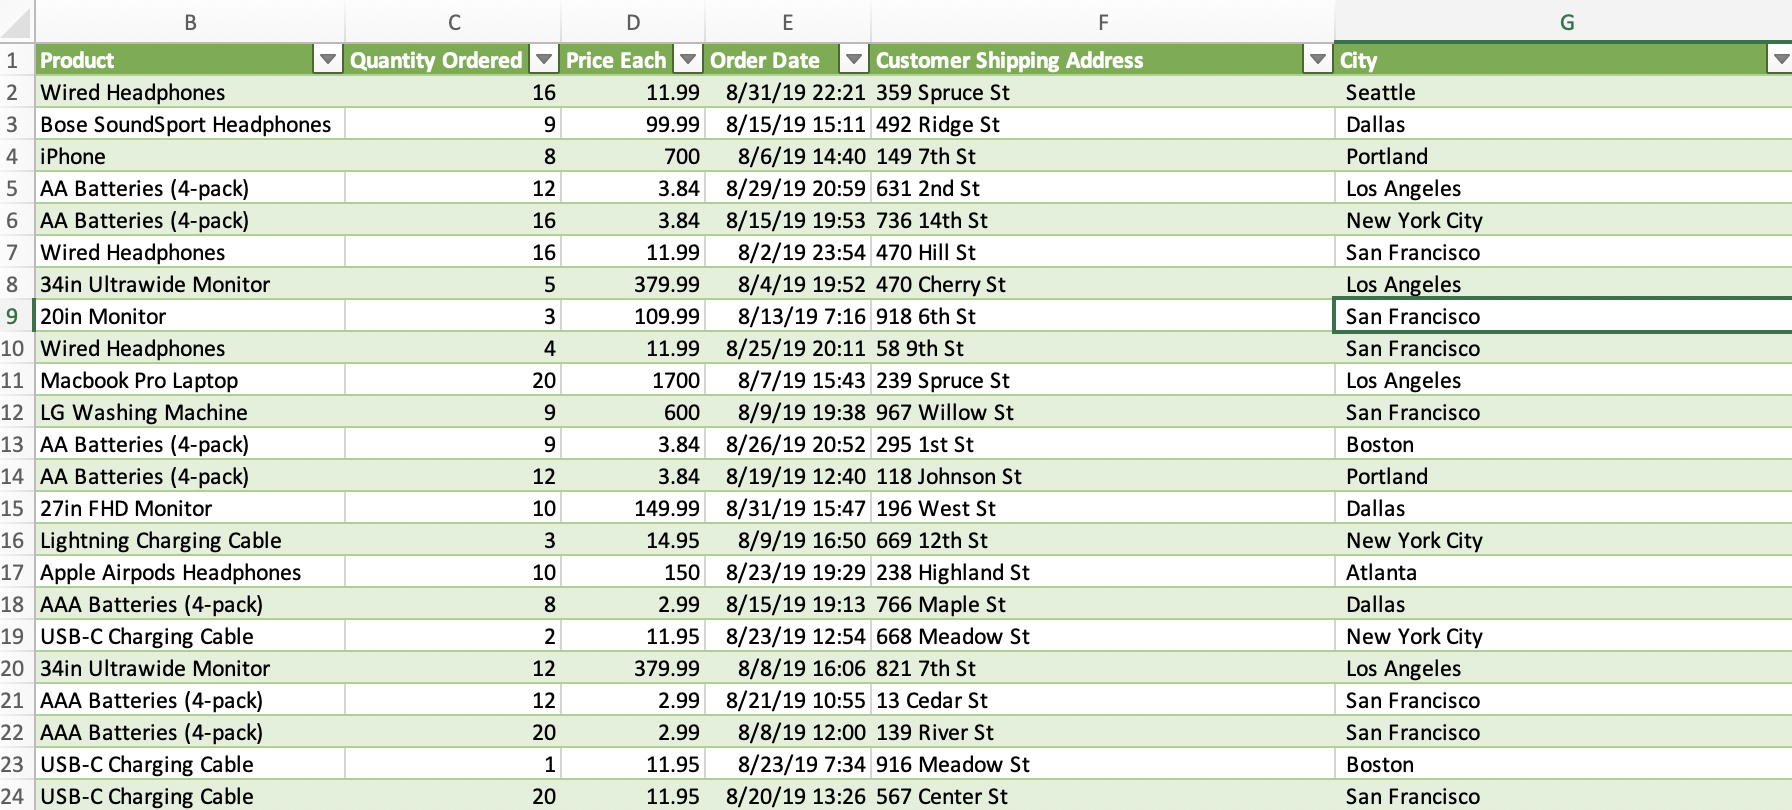 B C D E F G
1 Product Quantity Ordered Price Each Order Date Customer Shipping Address City
2 Wired Headphones 16 11.99 8/31/19 22:21 359 Spruce St Seattle
3 Bose SoundSport Headphones 9 99.99 8/15/19 15:11 492 Ridge St Dallas
4 iPhone 8 700 8/6/19 14:40 149 7th St Portland
5 AA Batteries (4-pack) 12 3.84 8/29/19 20:59 631 2nd St Los Angeles
6 AA Batteries (4-pack) 16 3.84 8/15/19 19:53 736 14th St New York City
7 Wired Headphones 16 11.99 8/2/19 23:54 470 Hill St San Francisco
8 34in Ultrawide Monitor 5 379.99 8/4/19 19:52 470 Cherry St Los Angeles
9 20in Monitor 3 109.99 8/13/19 7:16 918 6th St San Francisco
10 Wired Headphones 4 11.99 8/25/19 20:11 58 9th St San Francisco
11 Macbook Pro Laptop 20 1700 8/7/19 15:43 239 Spruce St Los Angeles
12 LG Washing Machine 9 600 8/9/19 19:38 967 Willow St San Francisco
13 AA Batteries (4-pack) 9 3.84 8/26/19 20:52 295 1st St Boston
14 AA Batteries (4-pack) 12 3.84 8/19/19 12:40 118 Johnson St Portland
15 27in FHD Monitor 10 149.99 8/31/19 15:47 196 West St Dallas
16 Lightning Charging Cable 3 14.95 8/9/19 16:50 669 12th St New York City
17 Apple Airpods Headphones 10 150 8/23/19 19:29 238 Highland St Atlanta
18 AAA Batteries (4-pack) 8 2.99 8/15/19 19:13 766 Maple St Dallas
19 USB-C Charging Cable 2 11.95 8/23/19 12:54 668 Meadow St New York City
20 34in Ultrawide Monitor 12 379.99 8/8/19 16:06 821 7th St Los Angeles
21 AAA Batteries (4-pack) 12 2.99 8/21/19 10:55 13 Cedar St San Francisco
22 AAA Batteries (4-pack) 20 2.99 8/8/19 12:00 139 River St San Francisco
23 USB-C Charging Cable 1 11.95 8/23/19 7:34 916 Meadow St Boston
24 USB-C Charging Cable 20 11.95 8/20/19 13:26 567 Center St San Francisco